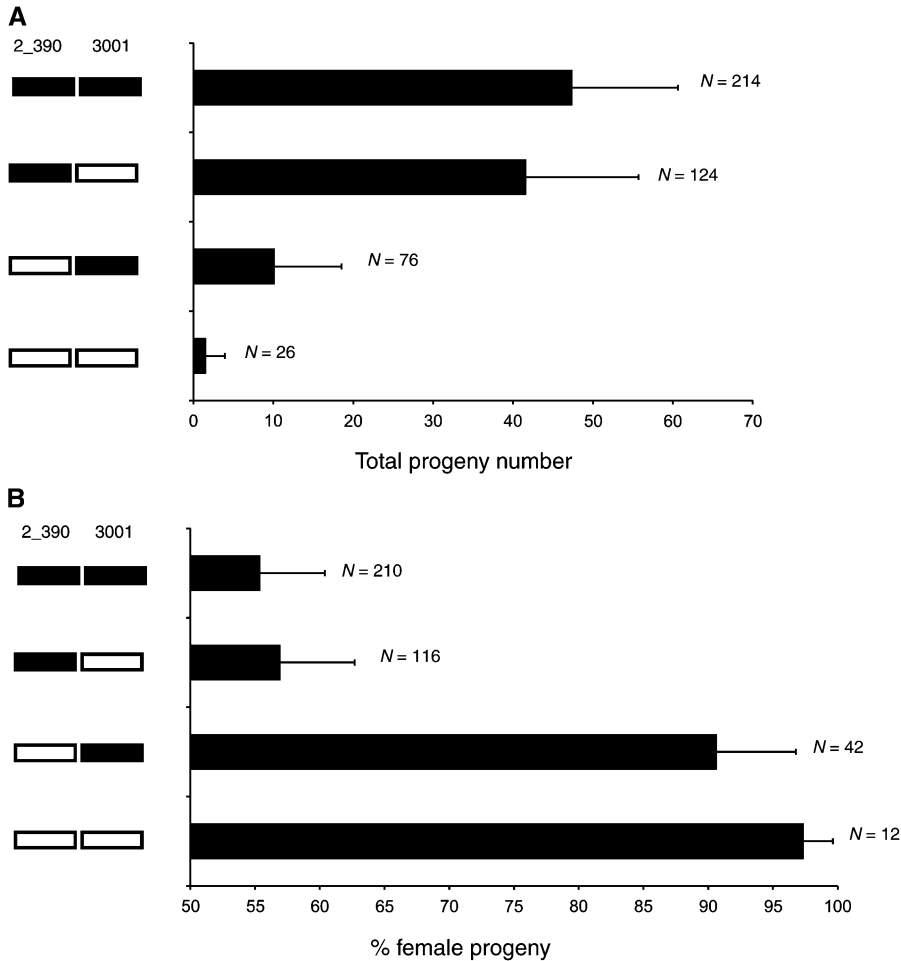 A
2_390 3001
N = 214
N = 124
N = 76
N = 26
0 10 20 30 40 50 60 70
Total progeny number
B
2_390 3001
N = 210
N = 116
N = 42
N = 12
50 55 60 65 70 75 80 85 90 95 100
% female progeny